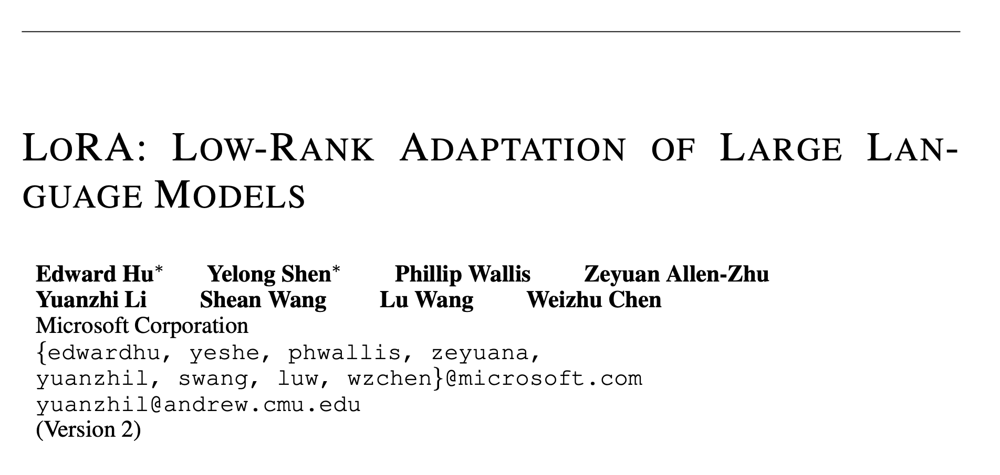 LoRA: Low-Rank Adaptation of Large Lan-
guage Models
Edward Hu* Yelong Shen* Phillip Wallis Zeyuan Allen-Zhu
Yuanzhi Li Shean Wang Lu Wang Weizhu Chen
Microsoft Corporation
{edwardhu, yeshe, phwallis, zeyuana,
yuanzhil, swang, luw, wzchen}@microsoft.com
yuanzhil@andrew.cmu.edu
(Version 2)